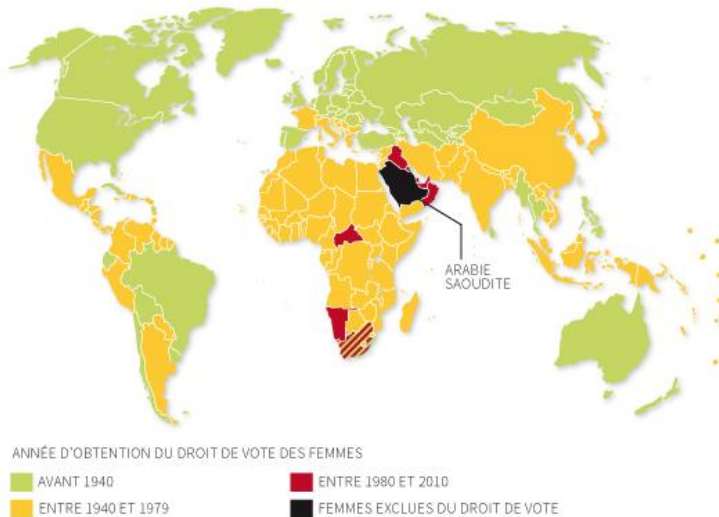 ARABIE
SAOUDITE
ANNÉE D'OBTENTION DU DROIT DE VOTE DES FEMMES
AVANT 1940
ENTRE 1940 ET 1979
ENTRE 1980 ET 2010
FEMMES EXCLUES DU DROIT DE VOTE